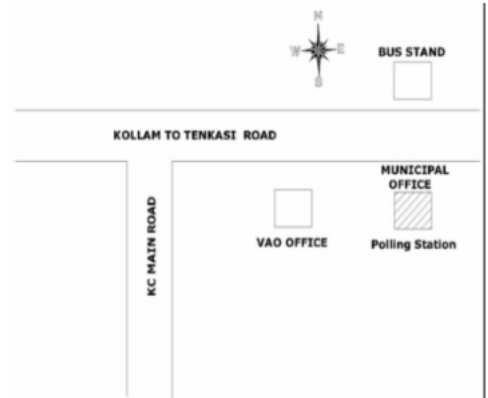 N
W E
S
BUS STAND
KOLLAM TO TENKASI ROAD
MUNICIPAL
OFFICE
KC MAIN ROAD
VAO OFFICE
Polling Station